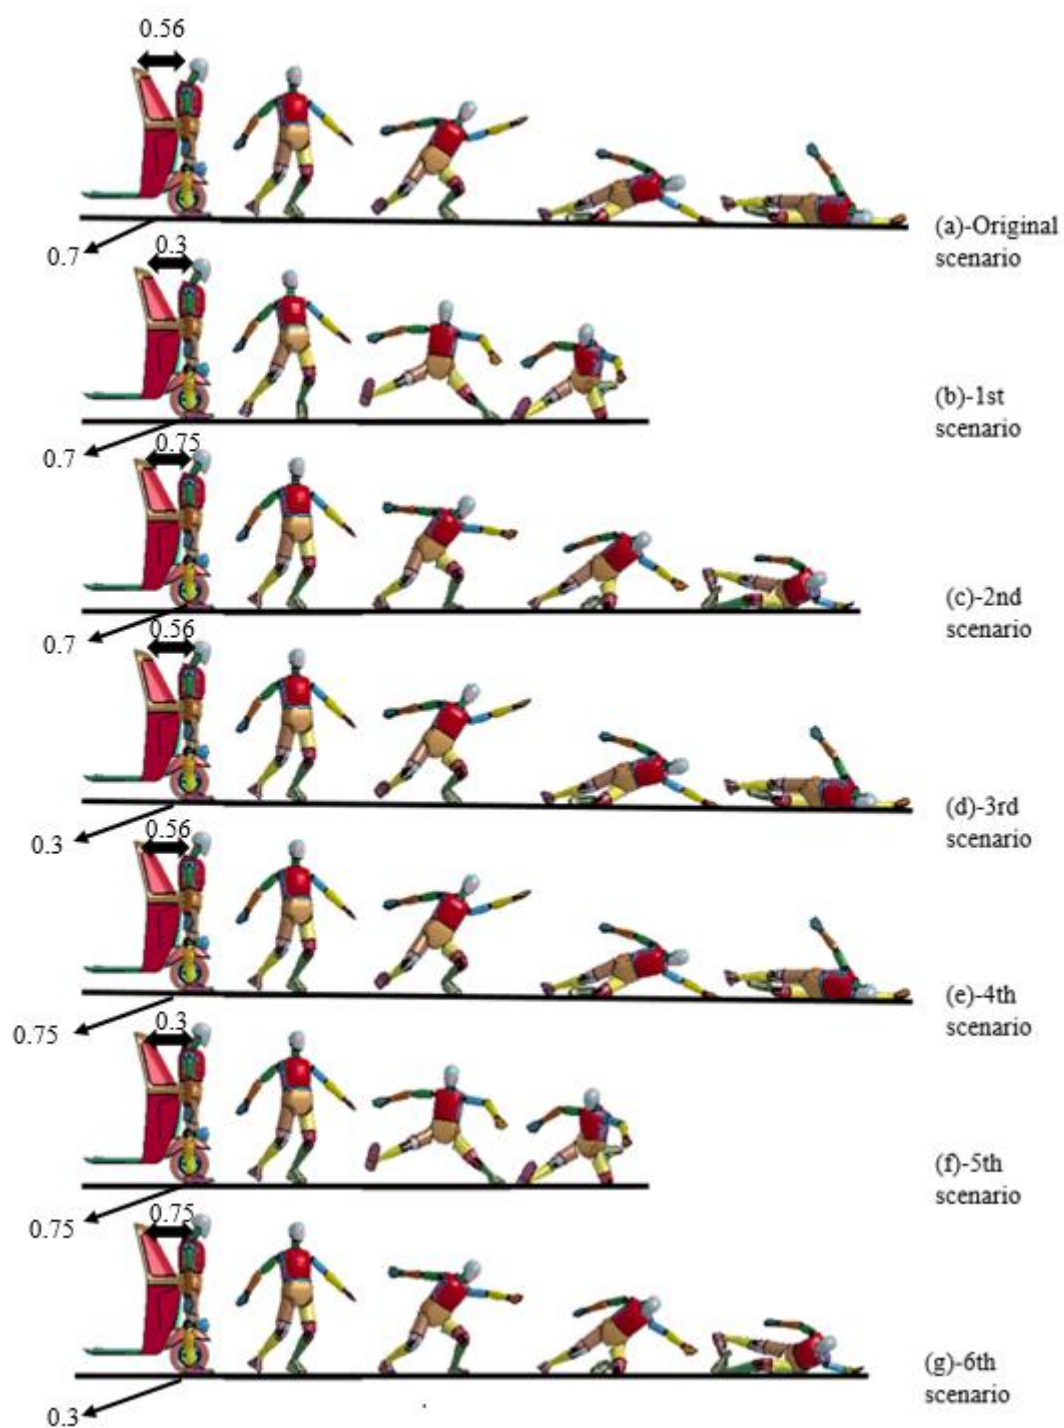 0.56
(a)-Original
scenario
0.7
0.3
(b)-1st
scenario
0.7
0.75
(c)-2nd
scenario
0.7
0.56
(d)-3rd
scenario
0.3
0.56
(e)-4th
scenario
0.75
0.3
(f)-5th
scenario
0.75
0.75
(g)-6th
scenario
0.3